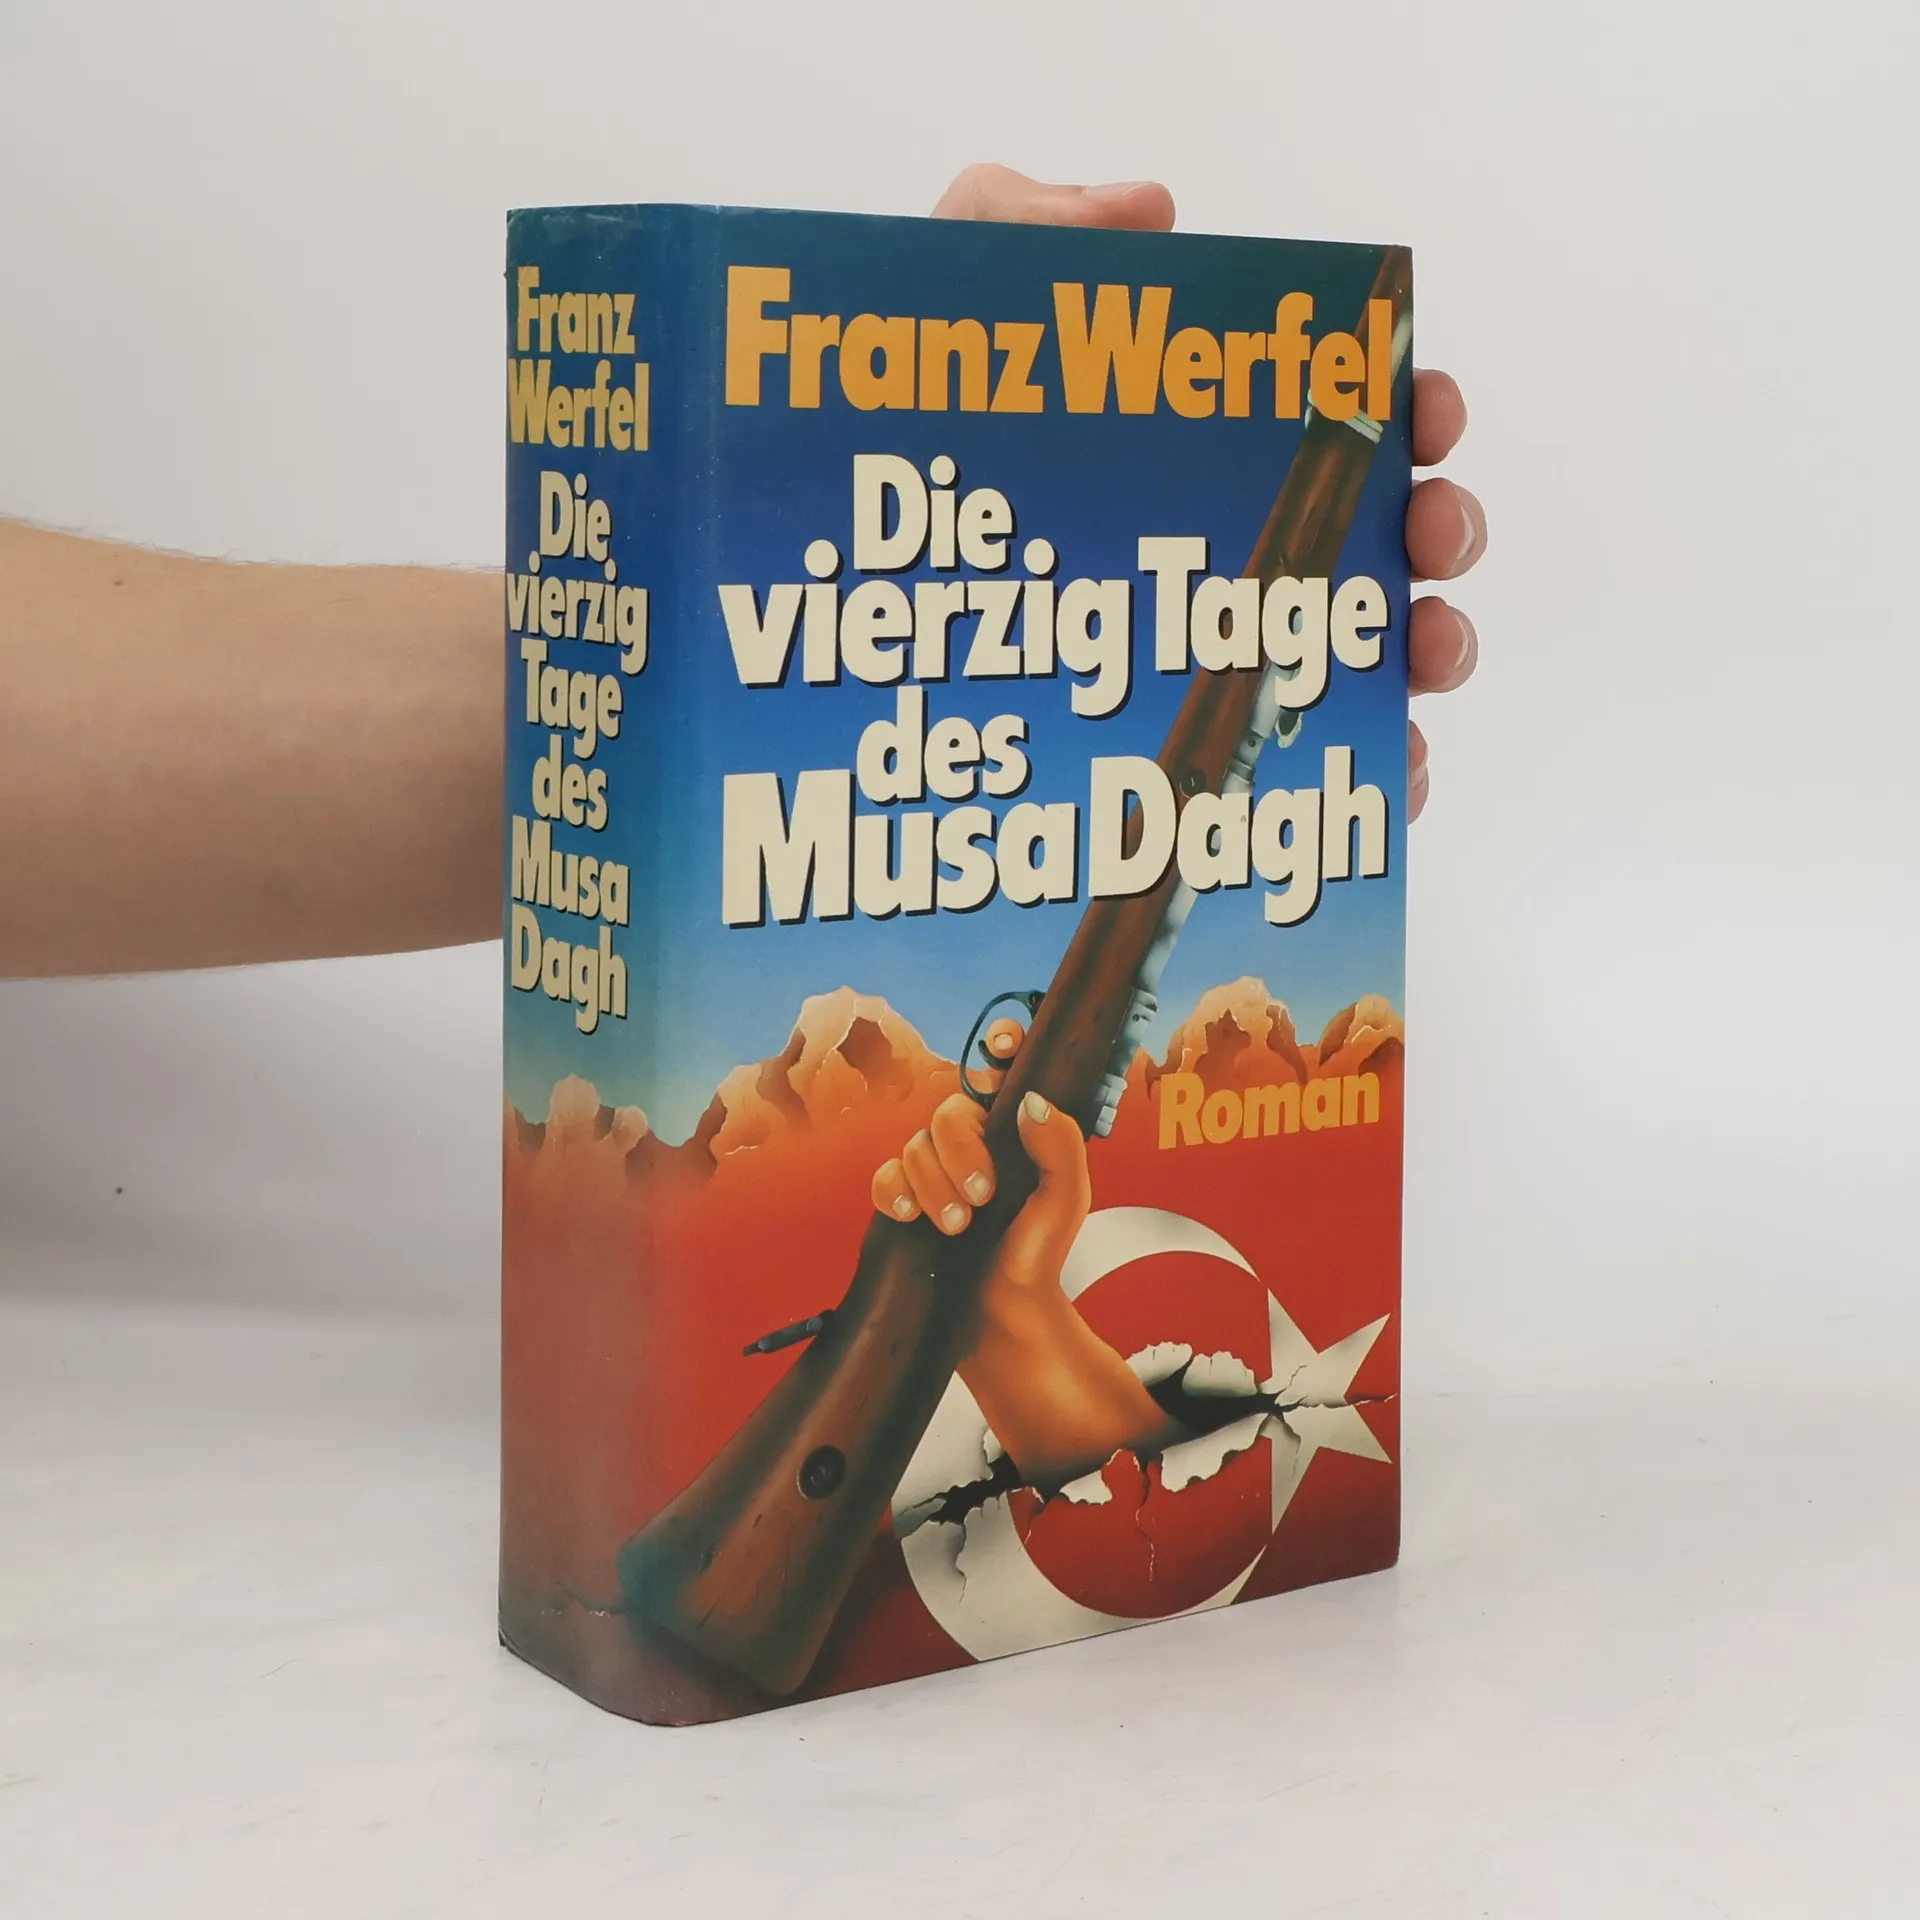 Franz
Werfel
Die
vierzig
Tage
des
Musa
Dagh
Franz Werfel
Die
vierzig Tage
des
Musa Dagh
Roman